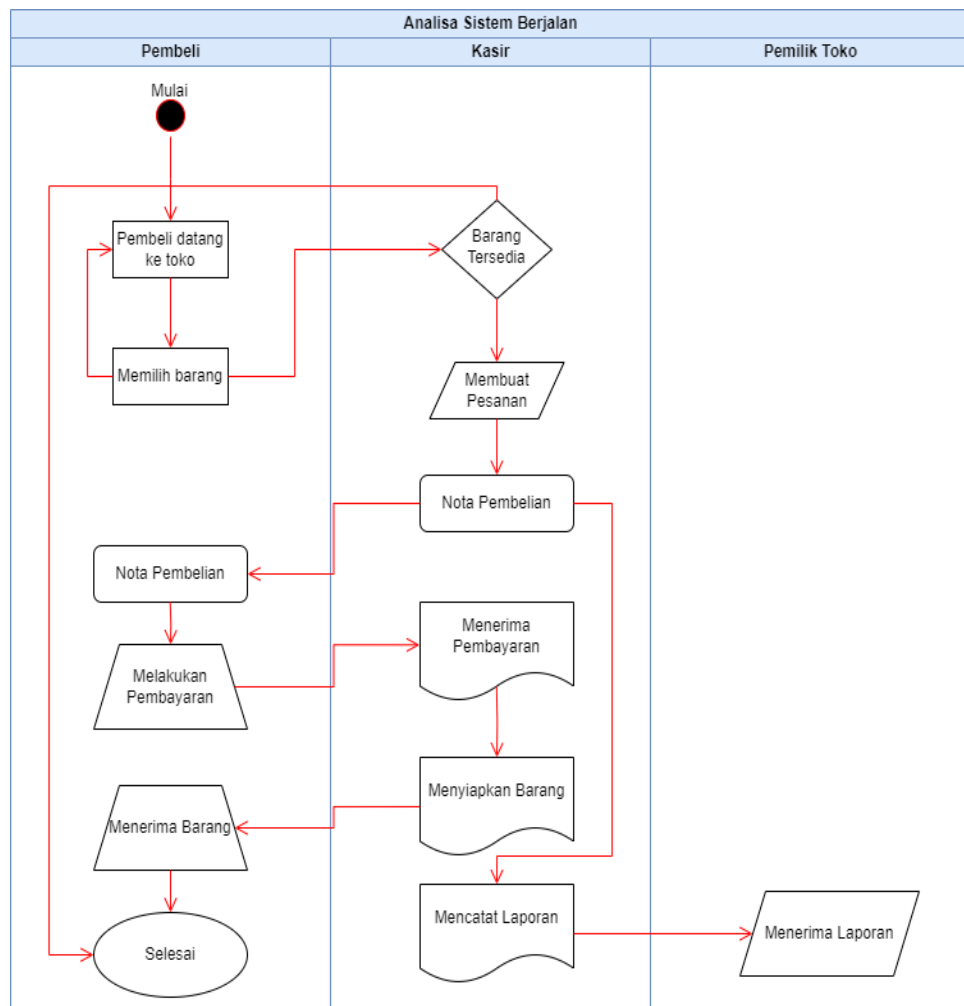 Analisa Sistem Berjalan
Pembeli
Kasir
Pemilik Toko
Mulai
Pembeli datang
ke toko
Barang
Tersedia
Memilih barang
Membuat
Pesanan
Nota Pembelian
Nota Pembelian
Menerima
Pembayaran
Melakukan
Pembayaran
Menyiapkan Barang
Menerima Barang
Mencatat Laporan
Menerima Laporan
Selesai